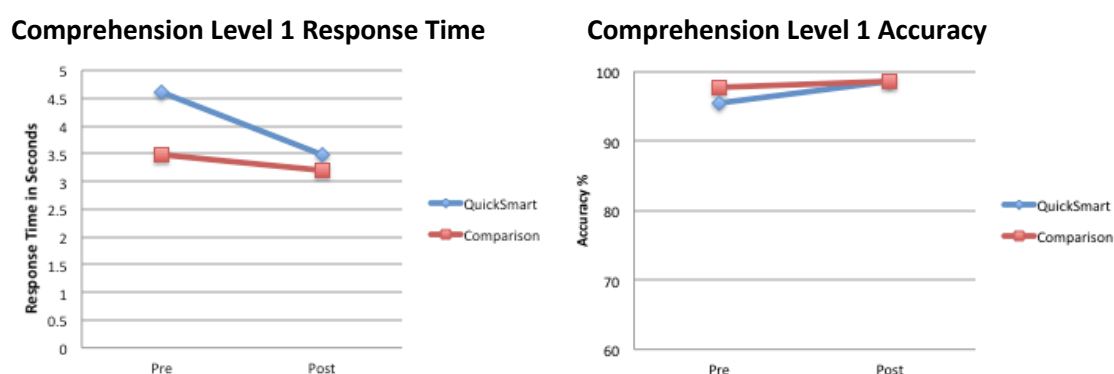 Comprehension Level 1 Response Time
Response Time in Seconds
5
4.5
4
3.5
3
2.5
2
1.5
1
0.5
0
Pre Post
QuickSmart
Comparison
Comprehension Level 1 Accuracy
Accuracy %
100
90
80
70
60
Pre Post
QuickSmart
Comparison